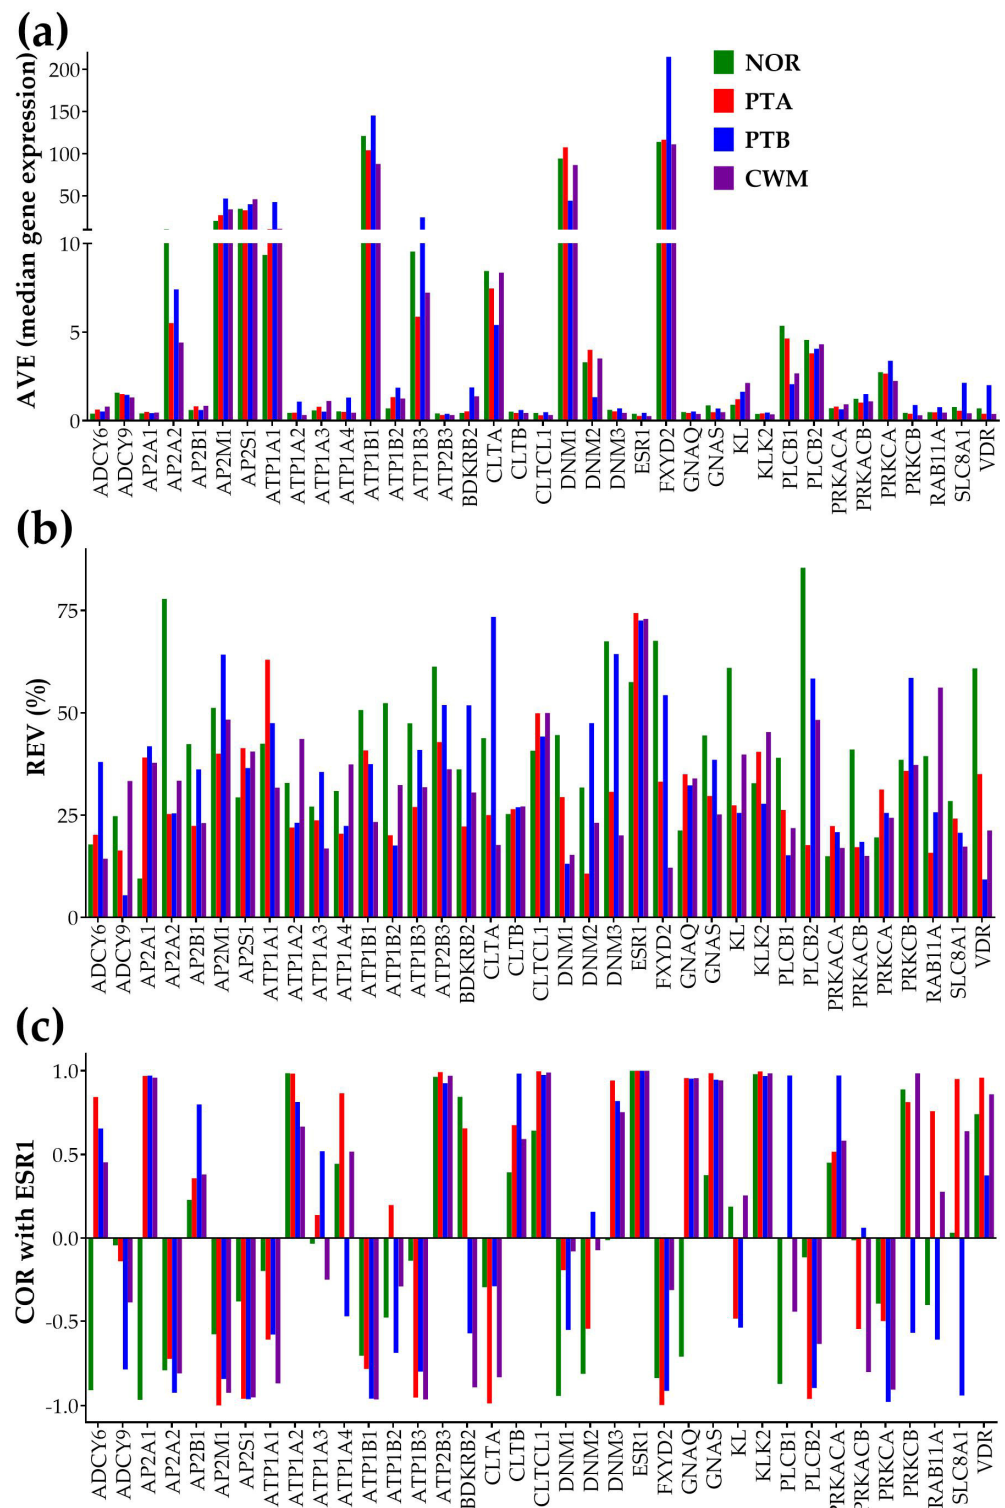 (a)
AVE (median gene expression)
200
150
100
50
10
5
0
NOR
PTA
PTB
CWM
ADCY6
ADCY9
AP2A1
AP2A2
AP2B1
AP2M1
AP2S1
ATP1A1
ATP1A2
ATP1A3
ATP1A4
ATP1B1
ATP1B2
ATP1B3
ATP2B3
BDKRB2
CLTA
CLTB
CLTCL1
DNM1
DNM2
DNM3
ESR1
FXYD2
GNAQ
GNAS
KL
KLK2
PLCB1
PLCB2
PRKACA
PRKACB
PRKCA
PRKCB
RAB11A
SLC8A1
VDR
(b)
REV (%)
75
50
25
0
ADCY6
ADCY9
AP2A1
AP2A2
AP2B1
AP2M1
AP2S1
ATP1A1
ATP1A2
ATP1A3
ATP1A4
ATP1B1
ATP1B2
ATP1B3
ATP2B3
BDKRB2
CLTA
CLTB
CLTCL1
DNM1
DNM2
DNM3
ESR1
FXYD2
GNAQ
GNAS
KL
KLK2
PLCB1
PLCB2
PRKACA
PRKACB
PRKCA
PRKCB
RAB11A
SLC8A1
VDR
(c)
COR with ESR1
1.0
0.5
0.0
-0.5
-1.0
ADCY6
ADCY9
AP2A1
AP2A2
AP2B1
AP2M1
AP2S1
ATP1A1
ATP1A2
ATP1A3
ATP1A4
ATP1B1
ATP1B2
ATP1B3
ATP2B3
BDKRB2
CLTA
CLTB
CLTCL1
DNM1
DNM2
DNM3
ESR1
FXYD2
GNAQ
GNAS
KL
KLK2
PLCB1
PLCB2
PRKACA
PRKACB
PRKCA
PRKCB
RAB11A
SLC8A1
VDR